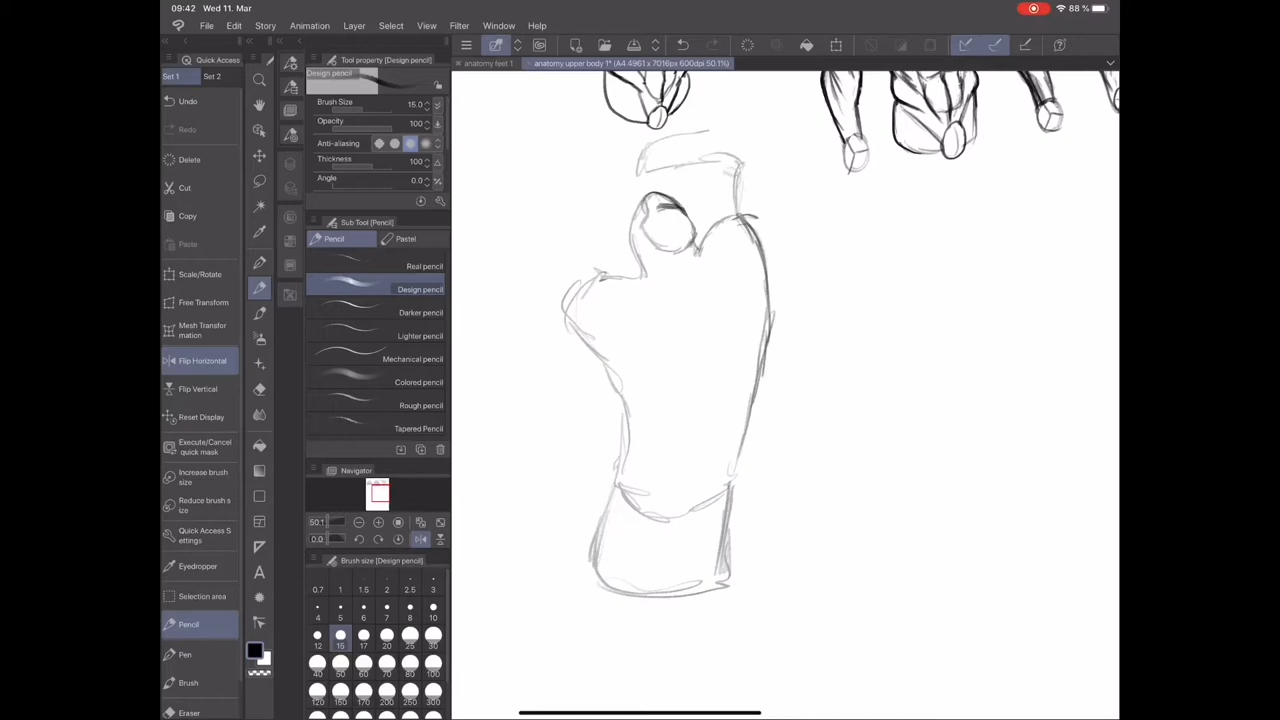 09:42 Wed 11. Mar
88 %
File Edit Story Animation Layer Select View Filter Window Help
Quick Access
Set 1 Set 2
Undo
Redo
Delete
Cut
Copy
Paste
Scale/Rotate
Free Transform
Mesh Transfor
mation
Flip Horizontal
Flip Vertical
Reset Display
Execute/Cancel
quick mask
Increase brush
size
Reduce brush s
ize
Quick Access S
ettings
Eyedropper
Selection area
Pencil
Pen
Brush
Eraser
Tool property [Design pencil]
Design pencil
Brush Size 15.0
Opacity 100
Anti-aliasing
Thickness 100
Angle 0.0
Sub Tool [Pencil]
Pencil Pastel
Real pencil
Design pencil
Darker pencil
Lighter pencil
Mechanical pencil
Colored pencil
Rough pencil
Tapered Pencil
Navigator
50.1
0.0
Brush size [Design pencil]
0.7 1 1.5 2 2.5 3
4 5 6 7 8 10
12 15 17 20 25 30
40 50 60 70 80 100
120 150 170 200 250 300
anatomy feet 1
anatomy upper body 1* (A4 4961 x 7016px 600dpi 50.1%)